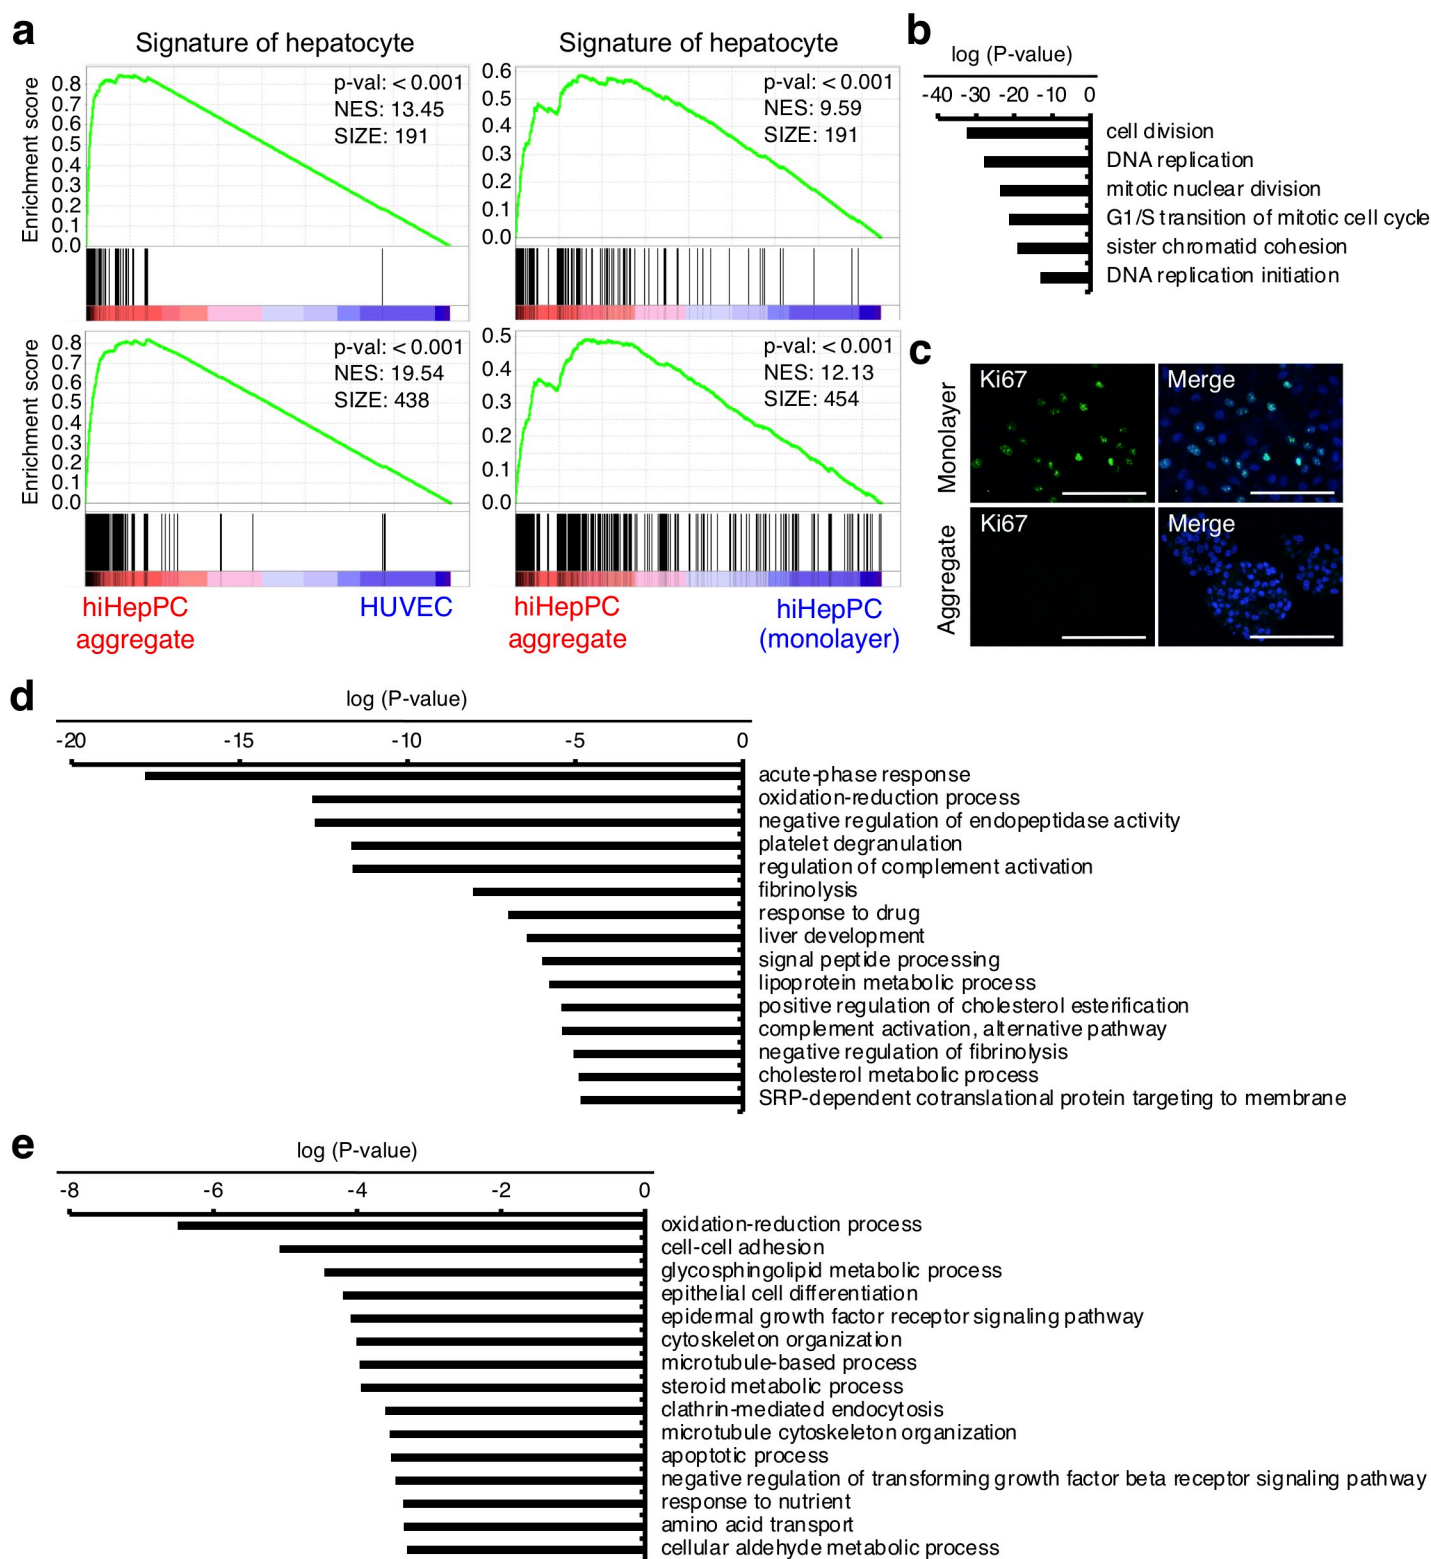 a
Signature of hepatocyte
Enrichment score
0.8
0.7
0.6
0.5
0.4
0.3
0.2
0.1
0.0
p-val: <0.001
NES: 13.45
SIZE: 191
Signature of hepatocyte
0.6
0.5
0.4
0.3
0.2
0.1
0.0
p-val: <0.001
NES: 9.59
SIZE: 191
Enrichment score
0.8
0.7
0.6
0.5
0.4
0.3
0.2
0.1
0.0
p-val: <0.001
NES: 19.54
SIZE: 438
hiHepPC
aggregate
HUVEC
0.5
0.4
0.3
0.2
0.1
0.0
p-val: <0.001
NES: 12.13
SIZE: 454
hiHepPC
aggregate
hiHepPC
(monolayer)
b
log (P-value)
-40 -30 -20 -10 0
cell division
DNA replication
mitotic nuclear division
G1/S transition of mitotic cell cycle
sister chromatid cohesion
DNA replication initiation
c
Monolayer
Ki67
Merge
Aggregate
Ki67
Merge
d
log (P-value)
-20 -15 -10 -5 0
acute-phase response
oxidation-reduction process
negative regulation of endopeptidase activity
platelet degranulation
regulation of complement activation
fibrinolysis
response to drug
liver development
signal peptide processing
lipoprotein metabolic process
positive regulation of cholesterol esterification
complement activation, alternative pathway
negative regulation of fibrinolysis
cholesterol metabolic process
SRP-dependent cotranslational protein targeting to membrane
e
log (P-value)
-8 -6 -4 -2 0
oxidation-reduction process
cell-cell adhesion
glycosphingolipid metabolic process
epithelial cell differentiation
epidermal growth factor receptor signaling pathway
cytoskeleton organization
microtubule-based process
steroid metabolic process
clathrin-mediated endocytosis
microtubule cytoskeleton organization
apoptotic process
negative regulation of transforming growth factor beta receptor signaling pathway
response to nutrient
amino acid transport
cellular aldehyde metabolic process